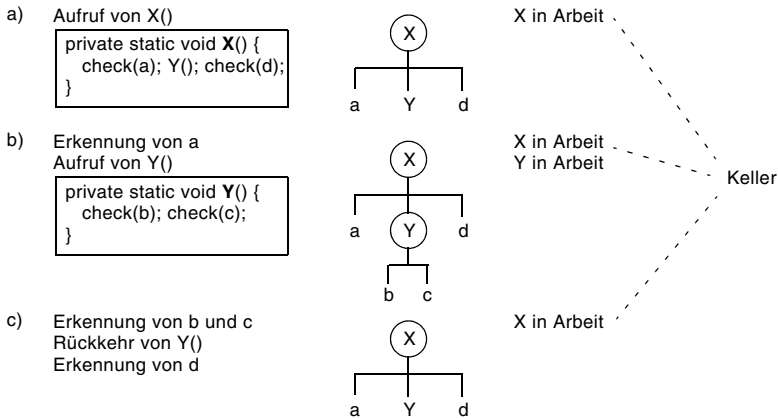 a) Aufruf von X()
private static void X() {
check(a); Y(); check(d);
}
X
a Y d
X in Arbeit
b) Erkennung von a
Aufruf von Y()
private static void Y() {
check(b); check(c);
}
X
a Y d
b c
X in Arbeit
Y in Arbeit
Keller
c) Erkennung von b und c
Rückkehr von Y()
Erkennung von d
X
a Y d
X in Arbeit